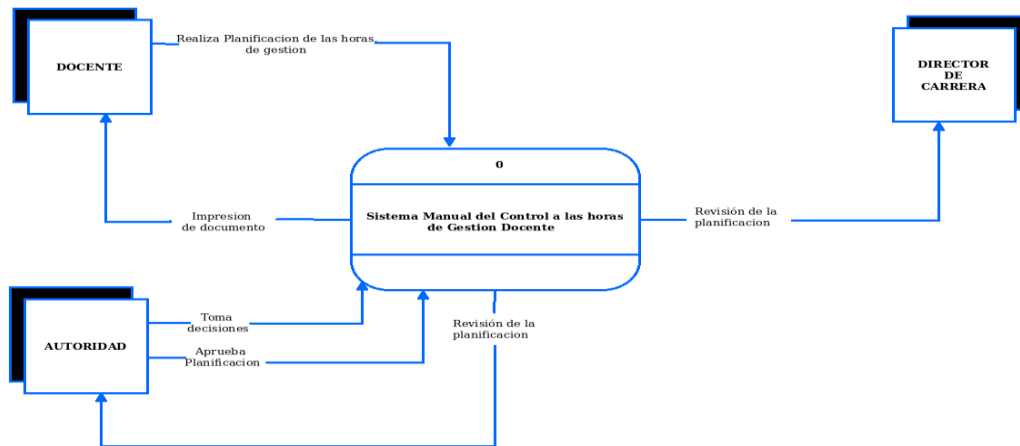 DOCENTE
Realiza Planificacion de las horas,
de gestion
DIRECTOR
DE
CARRERA
0
Sistema Manual del Control a las horas
de Gestion Docente
Impresion
de documento
Revisión de la
planificacion
AUTORIDAD
Toma
decisiones
Aprueba
Planificacion
Revisión de la
planificacion